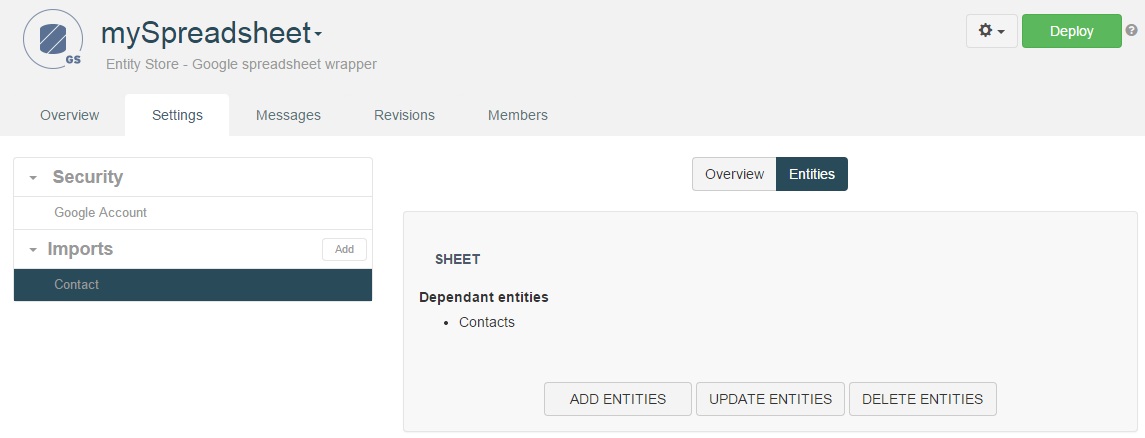 GS
mySpreadsheet
Entity Store - Google spreadsheet wrapper
Deploy
?
Overview
Settings
Messages
Revisions
Members
Security
Google Account
Imports
Add
Contact
Overview
Entities
SHEET
Dependant entities
• Contacts
ADD ENTITIES
UPDATE ENTITIES
DELETE ENTITIES